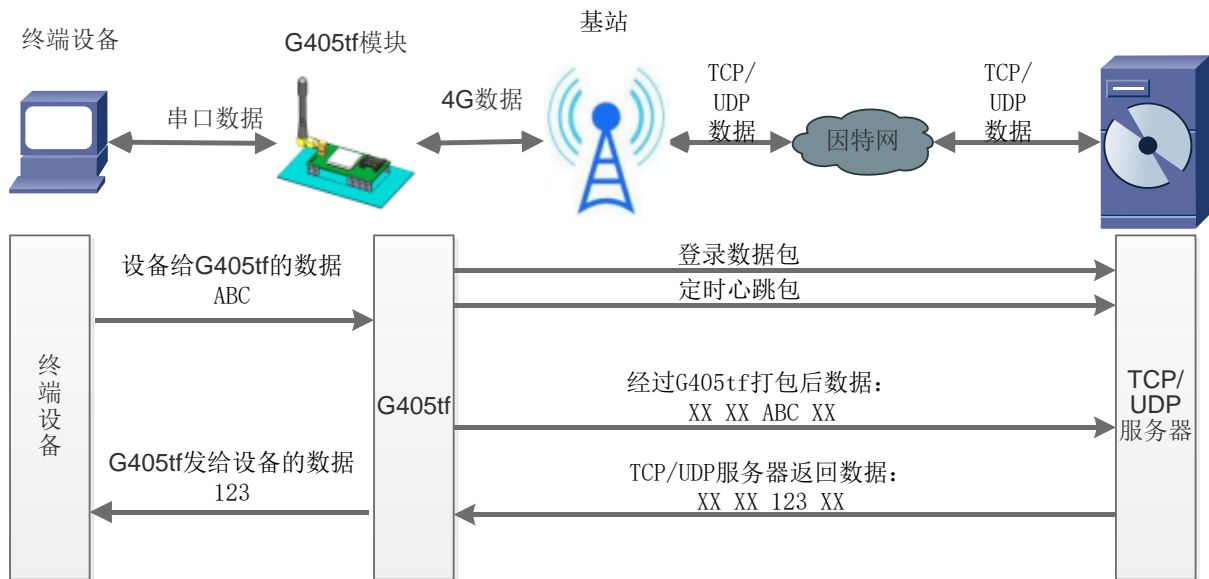 终端设备
G405tf模块
基站
串口数据
4G数据
TCP/
UDP
数据
因特网
TCP/
UDP
数据
设备给G405tf的数据
ABC
登录数据包
定时心跳包
终
端
设
备
G405tf
经过G405tf打包后数据:
XX XX ABC XX
TCP/
UDP
服务器
G405tf发给设备的数据
123
TCP/UDP服务器返回数据:
XX XX 123 XX